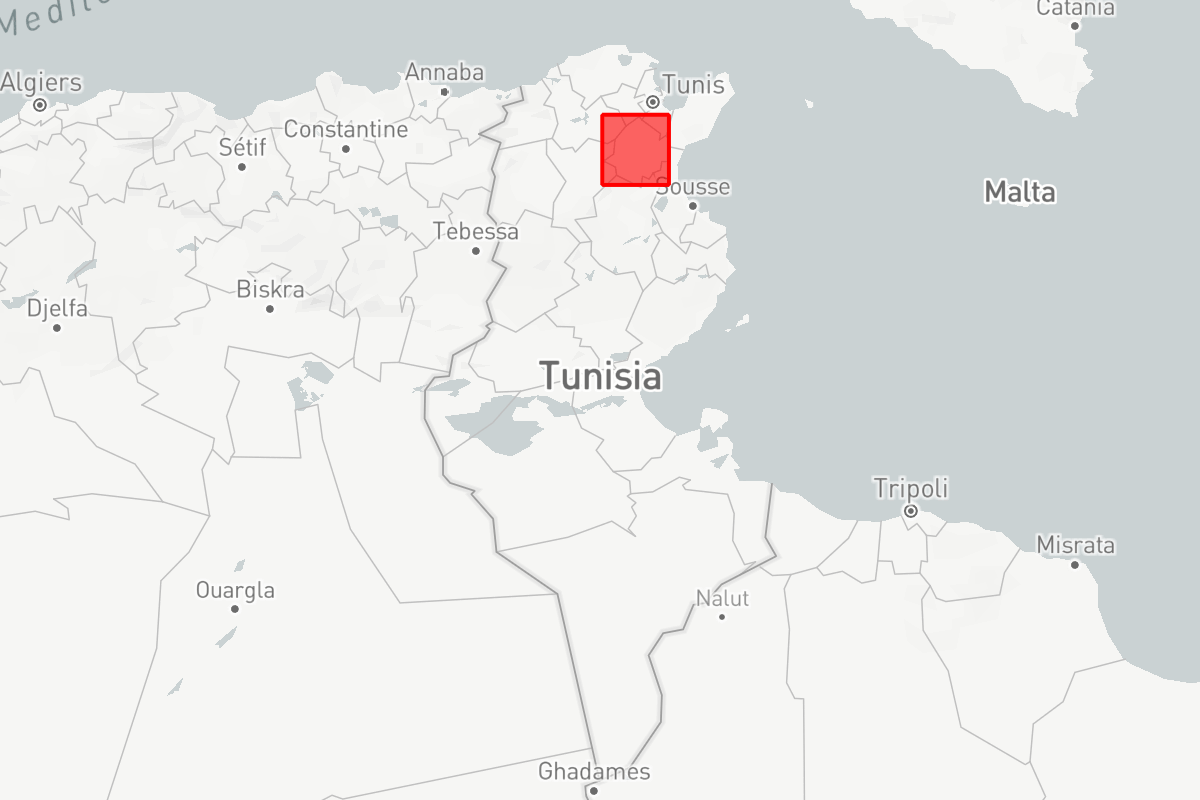 Medit
Catania
Algiers
Annaba
Tunis
Constantine
Sétif
Sousse
Malta
Tebessa
Biskra
Djelfa
Tunisia
Tripoli
Misrata
Ouargla
Nalut
Ghadames